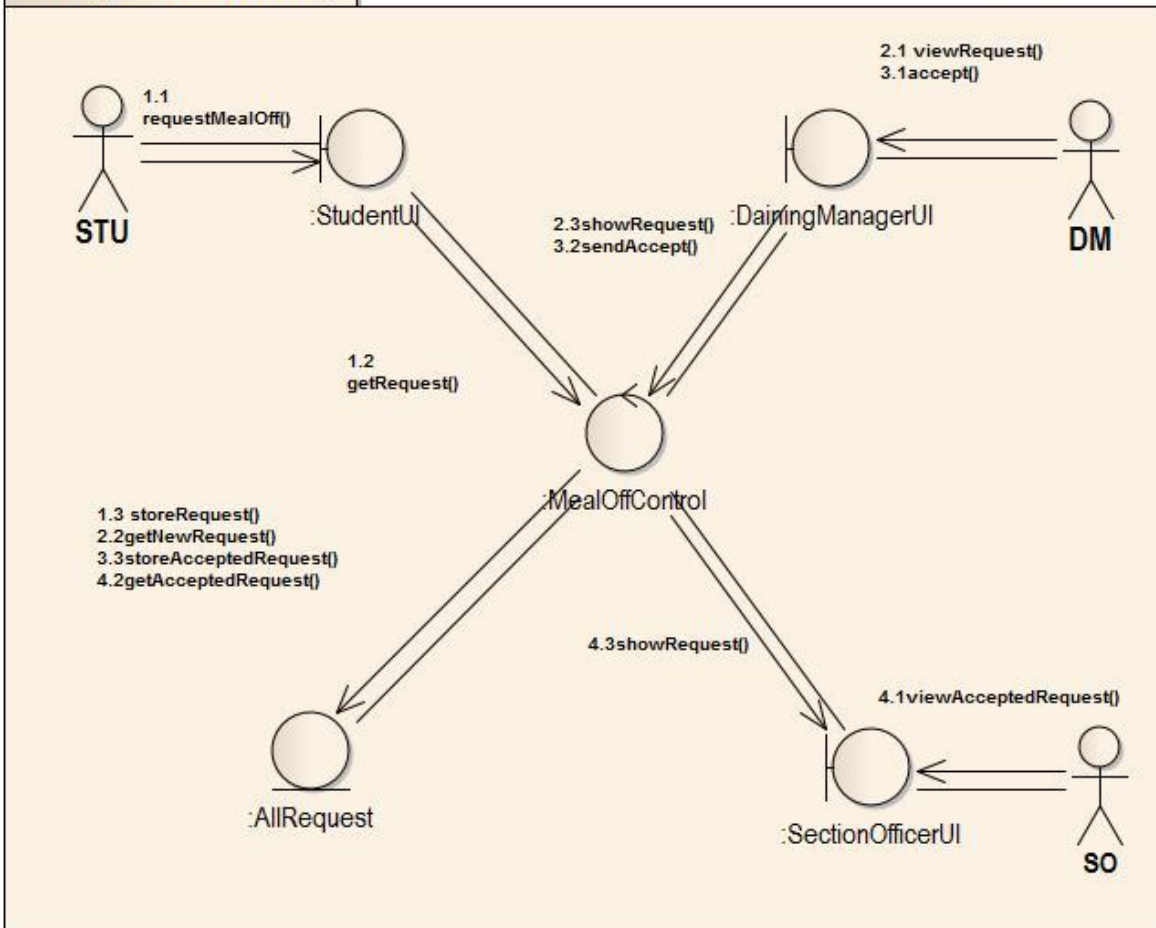 2.1 viewRequest()
3.1accept()
1.1
requestMealOff()
:StudentUI
:DainingManagerUI
STU
2.3showRequest()
3.2sendAccept()
DM
1.2
getRequest()
:MealOffControl
1.3 storeRequest()
2.2getNewRequest()
3.3storeAcceptedRequest()
4.2getAcceptedRequest()
4.3showRequest()
4.1viewAcceptedRequest()
:AllRequest
:SectionOfficerUI
SO